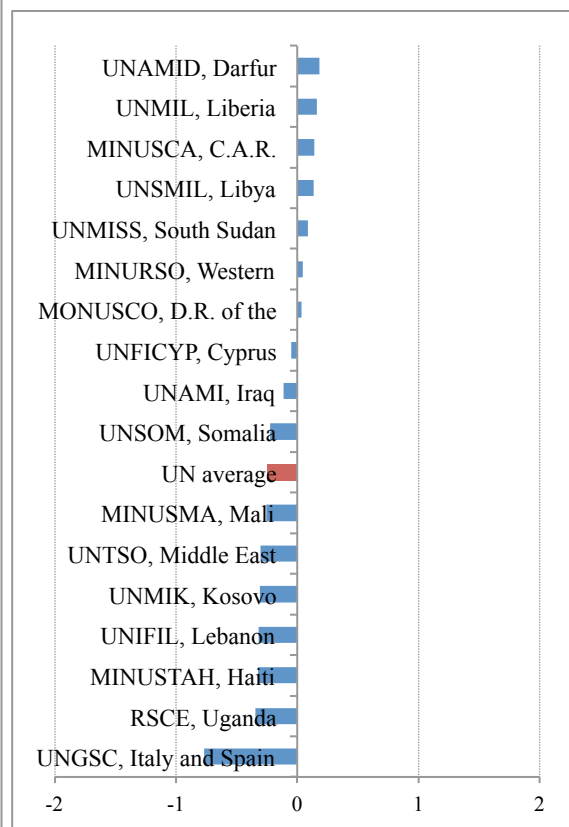 UNAMID, Darfur
UNMIL, Liberia
MINUSCA, C.A.R.
UNSMIL, Libya
UNMISS, South Sudan
MINURSO, Western
MONUSCO, D.R. of the
UNFICYP, Cyprus
UNAMI, Iraq
UNSOM, Somalia
UN average
MINUSMA, Mali
UNTSO, Middle East
UNMIK, Kosovo
UNIFIL, Lebanon
MINUSTAH, Haiti
RSCE, Uganda
UNGSC, Italy and Spain
-2 -1 0 1 2